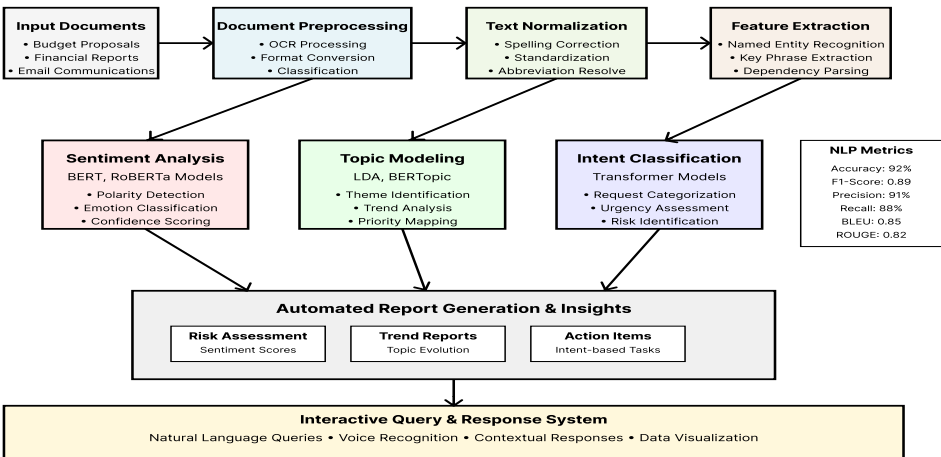 Input Documents
• Budget Proposals
• Financial Reports
• Email Communications
Document Preprocessing
• OCR Processing
• Format Conversion
• Classification
Text Normalization
• Spelling Correction
• Standardization
• Abbreviation Resolve
Feature Extraction
• Named Entity Recognition
• Key Phrase Extraction
• Dependency Parsing
Sentiment Analysis
BERT, RoBERTa Models
• Polarity Detection
• Emotion Classification
• Confidence Scoring
Topic Modeling
LDA, BERTopic
• Theme Identification
• Trend Analysis
• Priority Mapping
Intent Classification
Transformer Models
• Request Categorization
• Urgency Assessment
• Risk Identification
NLP Metrics
Accuracy: 92%
F1-Score: 0.89
Precision: 91%
Recall: 88%
BLEU: 0.85
ROUGE: 0.82
Automated Report Generation & Insights
Risk Assessment
Sentiment Scores
Trend Reports
Topic Evolution
Action Items
Intent-based Tasks
Interactive Query & Response System
Natural Language Queries • Voice Recognition • Contextual Responses • Data Visualization